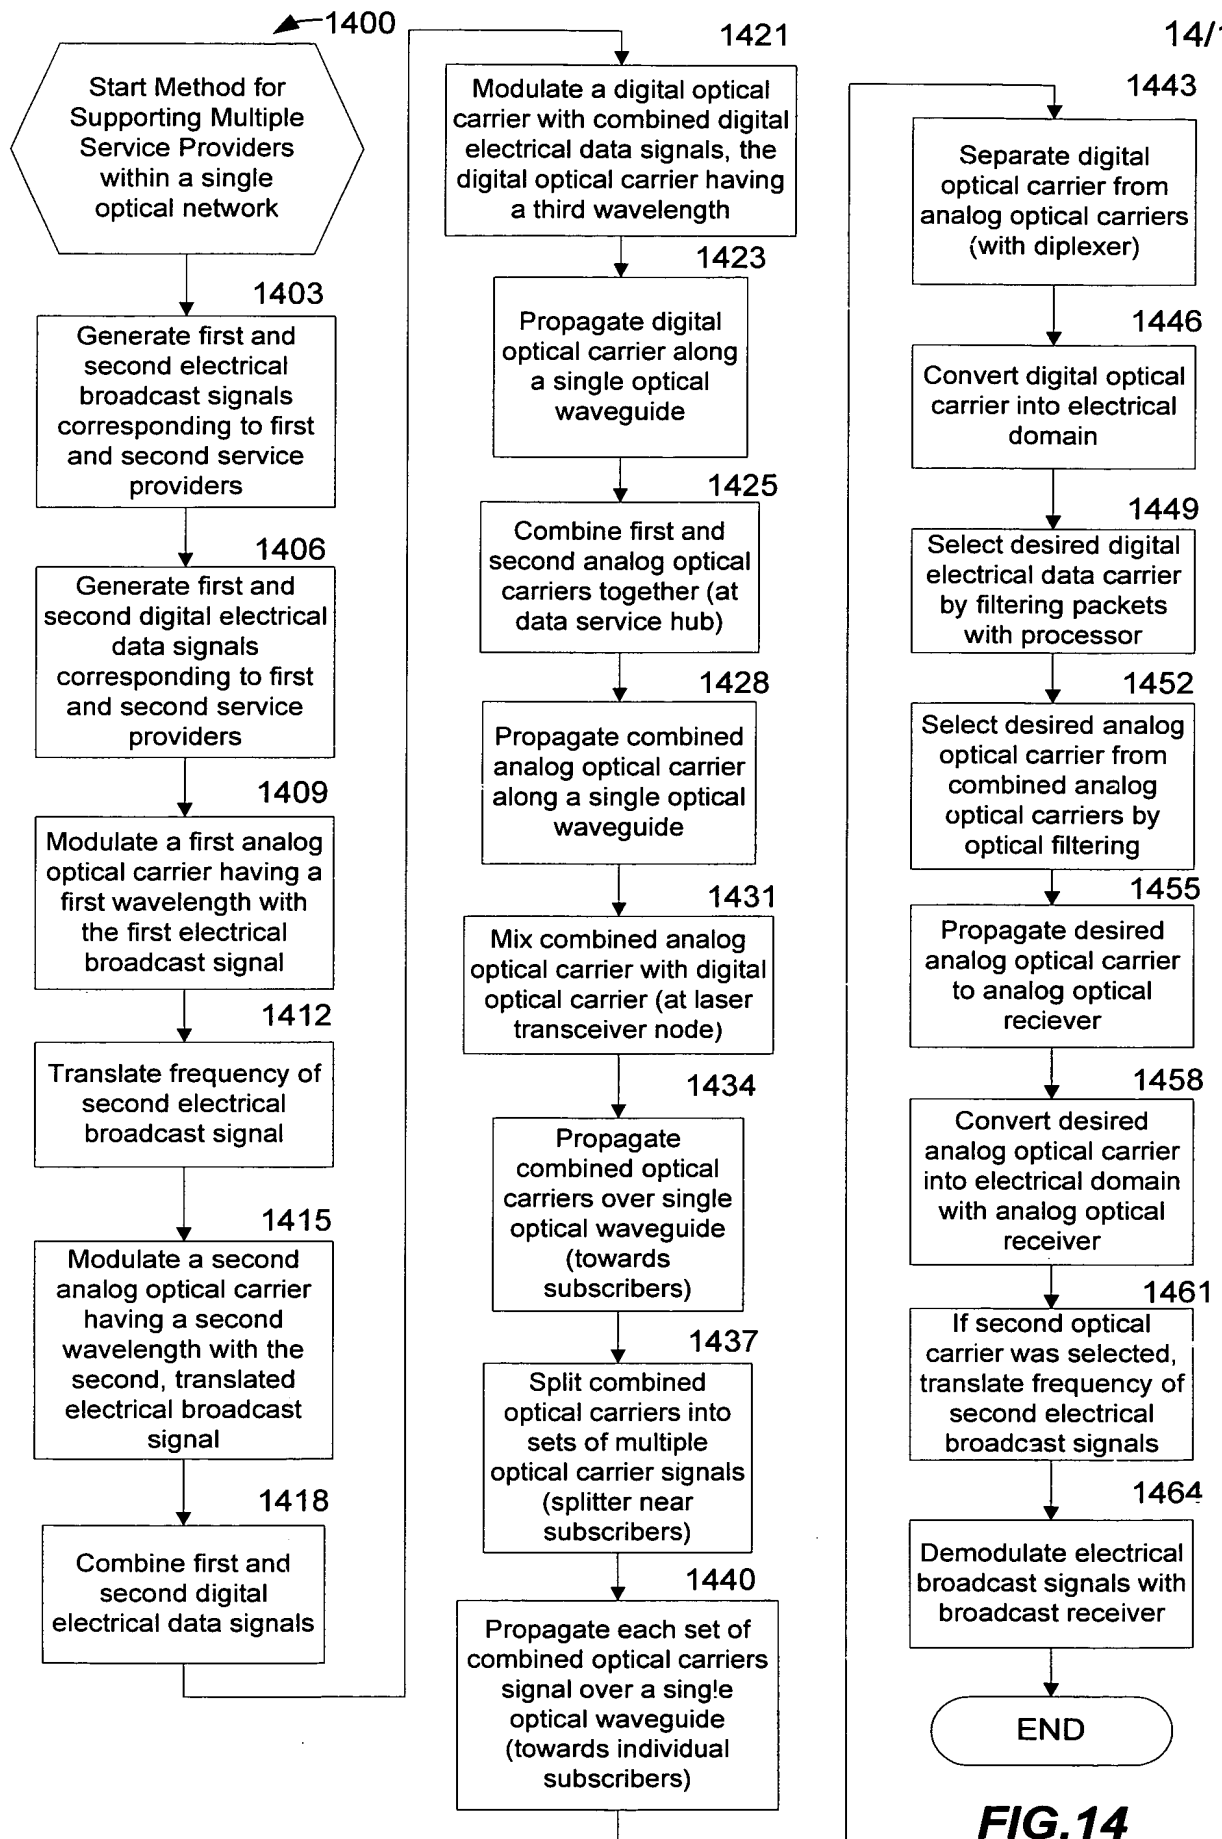 1400
Start Method for
Supporting Multiple
Service Providers
within a single
optical network
1403
Generate first and
second electrical
broadcast signals
corresponding to first
and second service
providers
1406
Generate first and
second digital electrical
data signals
corresponding to first
and second service
providers
1409
Modulate a first analog
optical carrier having a
first wavelength with
the first electrical
broadcast signal
1412
Translate frequency of
second electrical
broadcast signal
1415
Modulate a second
analog optical carrier
having a second
wavelength with the
second, translated
electrical broadcast
signal
1418
Combine first and
second digital
electrical data signals
1421
Modulate a digital optical
carrier with combined digital
electrical data signals, the
digital optical carrier having
a third wavelength
1423
Propagate digital
optical carrier along
a single optical
waveguide
1425
Combine first and
second analog optical
carriers together (at
data service hub)
1428
Propagate combined
analog optical carrier
along a single optical
waveguide
1431
Mix combined analog
optical carrier with digital
optical carrier (at laser
transceiver node)
1434
Propagate
combined optical
carriers over single
optical waveguide
(towards
subscribers)
1437
Split combined
optical carriers into
sets of multiple
optical carrier signals
(splitter near
subscribers)
1440
Propagate each set of
combined optical carriers
signal over a single
optical waveguide
(towards individual
subscribers)
14/1
1443
Separate digital
optical carrier from
analog optical carriers
(with diplexer)
1446
Convert digital optical
carrier into electrical
domain
1449
Select desired digital
electrical data carrier
by filtering packets
with processor
1452
Select desired analog
optical carrier from
combined analog
optical carriers by
optical filtering
1455
Propagate desired
analog optical carrier
to analog optical
reciever
1458
Convert desired
analog optical carrier
into electrical domain
with analog optical
receiver
1461
If second optical
carrier was selected,
translate frequency of
second electrical
broadcast signals
1464
Demodulate electrical
broadcast signals with
broadcast receiver
END
FIG.14